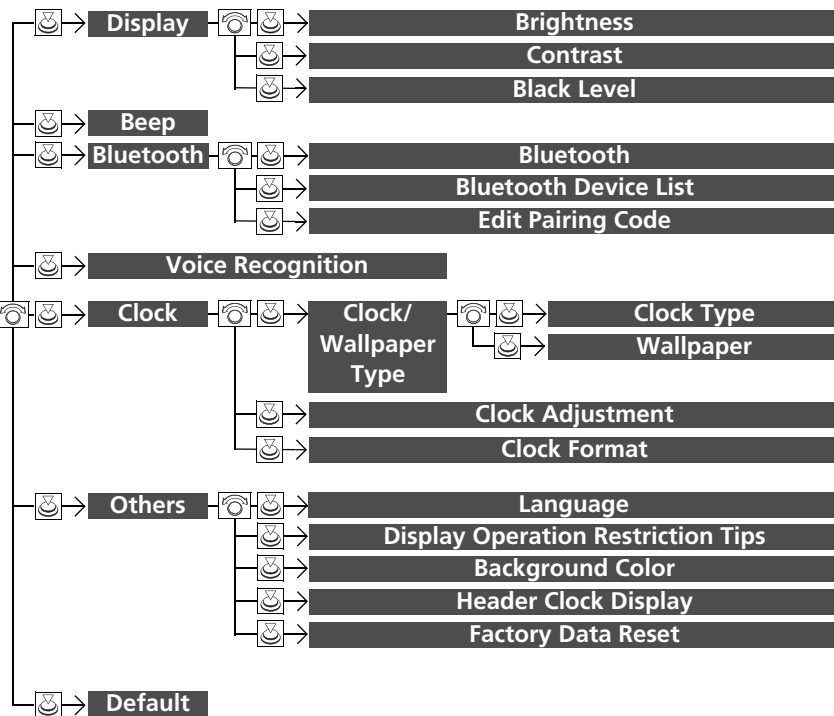 Display
Brightness
Contrast
Black Level
Beep
Bluetooth
Bluetooth
Bluetooth Device List
Edit Pairing Code
Voice Recognition
Clock
Clock/
Wallpaper
Type
Clock Type
Wallpaper
Clock Adjustment
Clock Format
Others
Language
Display Operation Restriction Tips
Background Color
Header Clock Display
Factory Data Reset
Default